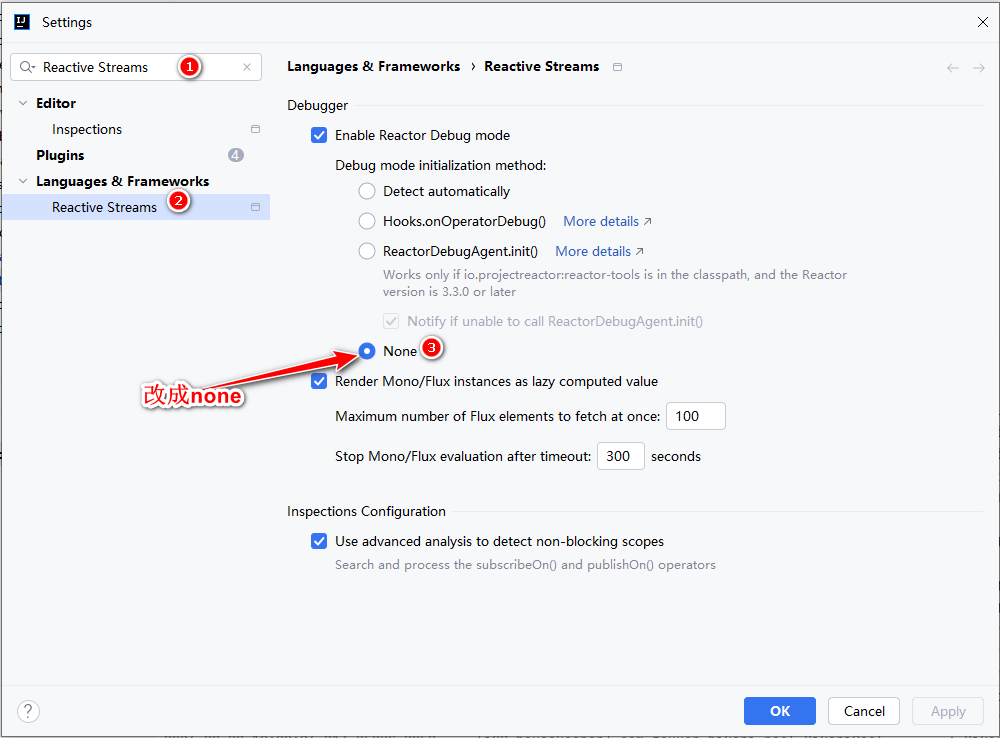 Settings
Reactive Streams
1
Editor
Inspections
Plugins
4
Languages & Frameworks
Reactive Streams
2
Languages & Frameworks › Reactive Streams
Debugger
Enable Reactor Debug mode
Debug mode initialization method:
Detect automatically
Hooks.onOperatorDebug() More details ↗
ReactorDebugAgent.init() More details ↗
Works only if io.projectreactor:reactor-tools is in the classpath, and the Reactor
version is 3.3.0 or later
Notify if unable to call ReactorDebugAgent.init()
None
3
改成none
Render Mono/Flux instances as lazy computed value
Maximum number of Flux elements to fetch at once: 100
Stop Mono/Flux evaluation after timeout: 300 seconds
Inspections Configuration
Use advanced analysis to detect non-blocking scopes
Search and process the subscribeOn() and publishOn() operators
?
OK
Cancel
Apply